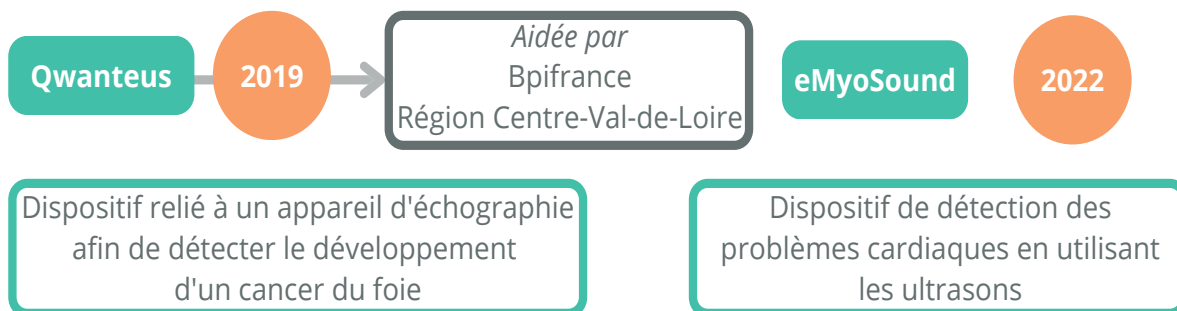 Qwanteus
2019
Aidée par
Bpifrance
Région Centre-Val-de-Loire
eMyoSound
2022
Dispositif relié à un appareil d'échographie
afin de détecter le développement
d'un cancer du foie
Dispositif de détection des
problèmes cardiaques en utilisant
les ultrasons